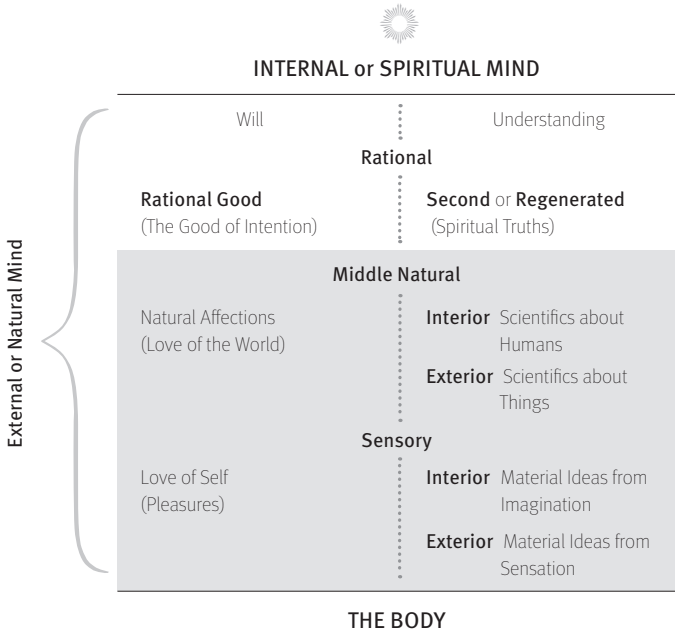 INTERNAL or SPIRITUAL MIND
Will
Understanding
Rational
Rational Good
(The Good of Intention)
Second or Regenerated
(Spiritual Truths)
External or Natural Mind
Middle Natural
Natural Affections
(Love of the World)
Interior Scientifics about
Humans
Exterior Scientifics about
Things
Sensory
Love of Self
(Pleasures)
Interior Material Ideas from
Imagination
Exterior Material Ideas from
Sensation
THE BODY